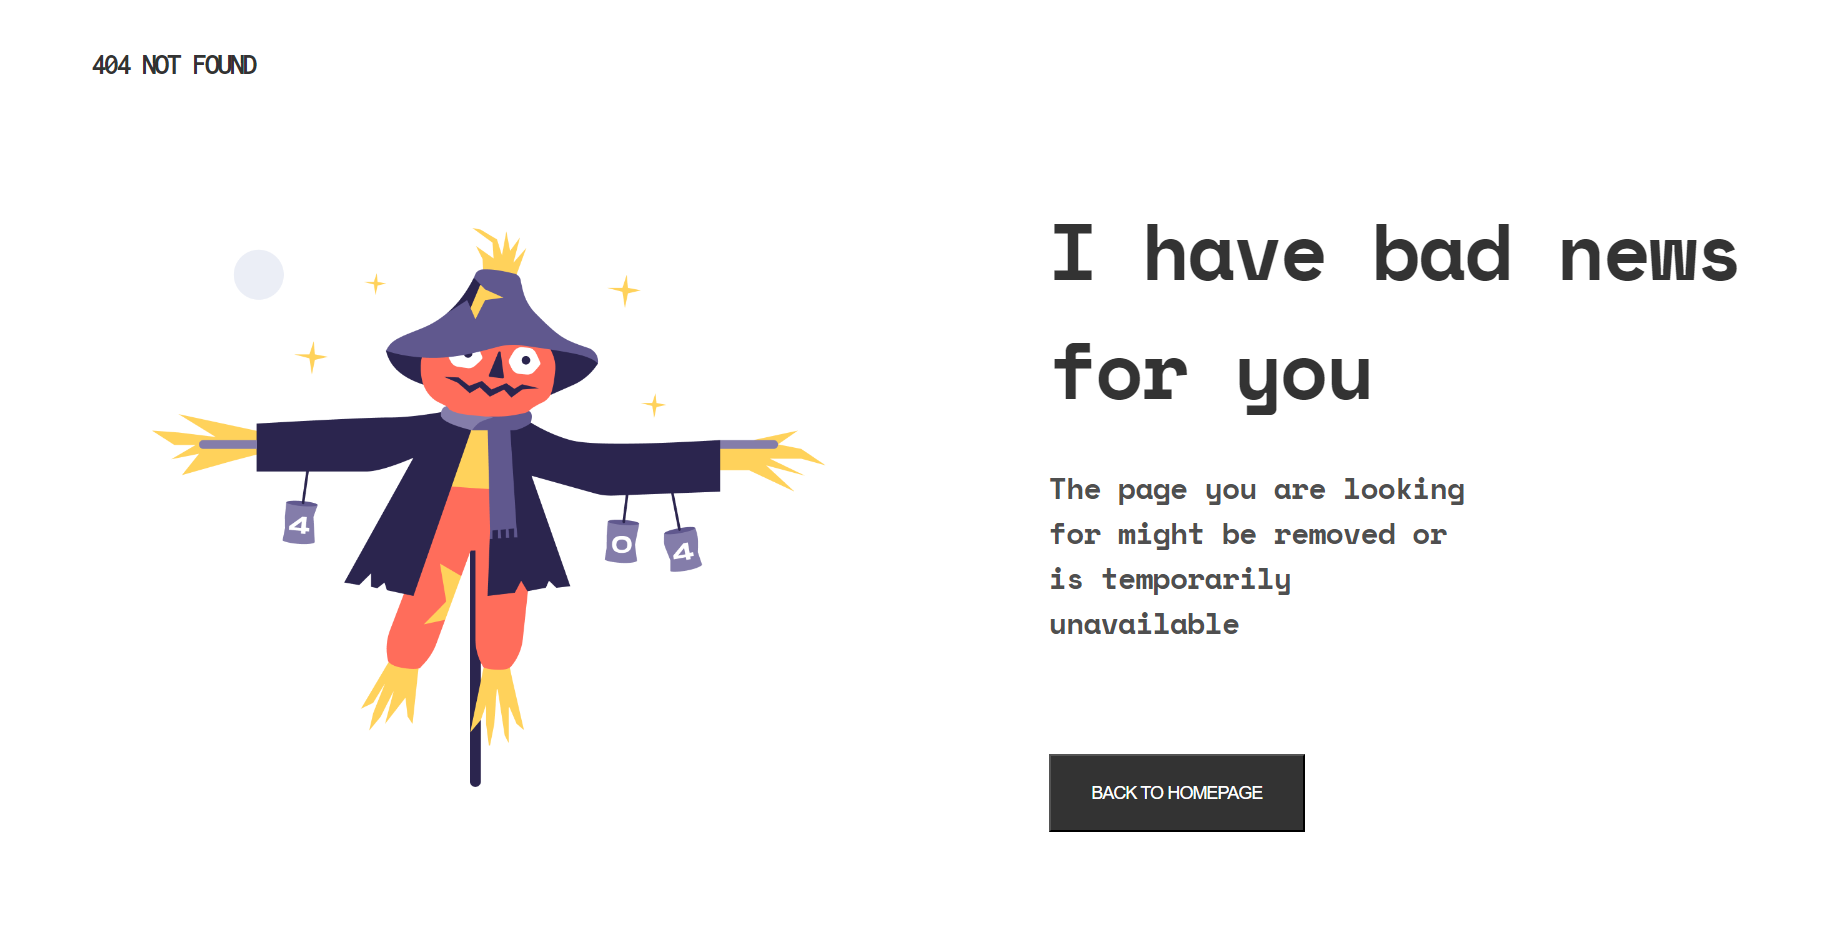 404 NOT FOUND
I have bad news
for you
4
0
4
The page you are looking
for might be removed or
is temporarily
unavailable
BACK TO HOMEPAGE